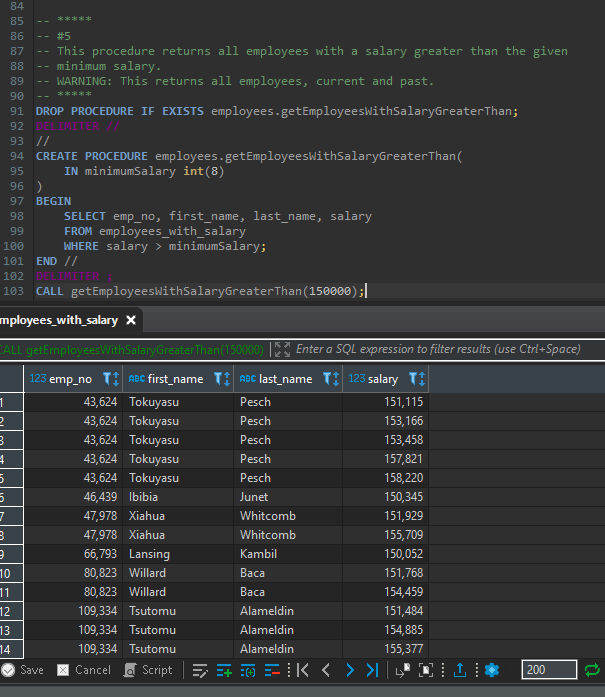 84
85 -- *****
86 -- #5
87 -- This procedure returns all employees with a salary greater than the given
88 -- minimum salary.
89 -- WARNING: This returns all employees, current and past.
90 -- *****
91 DROP PROCEDURE IF EXISTS employees.getEmployeesWithSalaryGreaterThan;
92 DELIMITER //
93 //
94 CREATE PROCEDURE employees.getEmployeesWithSalaryGreaterThan(
95 IN minimumSalary int(8)
96 )
97 BEGIN
98 SELECT emp_no, first_name, last_name, salary
99 FROM employees_with_salary
100 WHERE salary > minimumSalary;
101 END //
102 DELIMITER ;
103 CALL getEmployeesWithSalaryGreaterThan(150000);
mployees_with_salary
CALL getEmployeesWithSalaryGreaterThan(150000) Enter a SQL expression to filter results (use Ctrl+Space)
123 emp_no ABC first_name ABC last_name 123 salary
1 43,624 Tokuyasu Pesch 151,115
2 43,624 Tokuyasu Pesch 153,166
3 43,624 Tokuyasu Pesch 153,458
4 43,624 Tokuyasu Pesch 157,821
5 43,624 Tokuyasu Pesch 158,220
6 46,439 Ibibia Junet 150,345
7 47,978 Xiahua Whitcomb 151,929
8 47,978 Xiahua Whitcomb 155,709
9 66,793 Lansing Kambil 150,052
10 80,823 Willard Baca 151,768
11 80,823 Willard Baca 154,459
12 109,334 Tsutomu Alameldin 151,484
13 109,334 Tsutomu Alameldin 154,885
14 109,334 Tsutomu Alameldin 155,377
Save Cancel Script 200